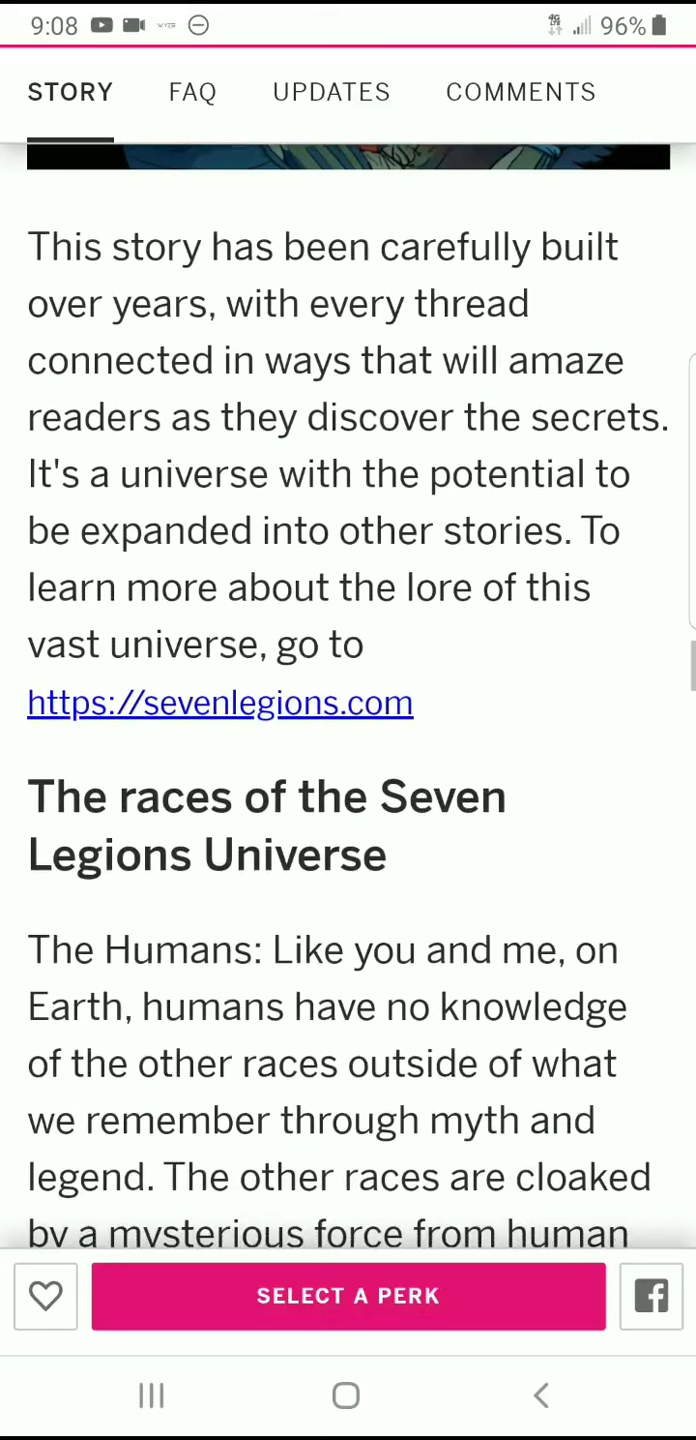 9:08
96%
STORY FAQ UPDATES COMMENTS
This story has been carefully built
over years, with every thread
connected in ways that will amaze
readers as they discover the secrets.
It's a universe with the potential to
be expanded into other stories. To
learn more about the lore of this
vast universe, go to
https://sevenlegions.com
The races of the Seven
Legions Universe
The Humans: Like you and me, on
Earth, humans have no knowledge
of the other races outside of what
we remember through myth and
legend. The other races are cloaked
by a mysterious force from human
SELECT A PERK